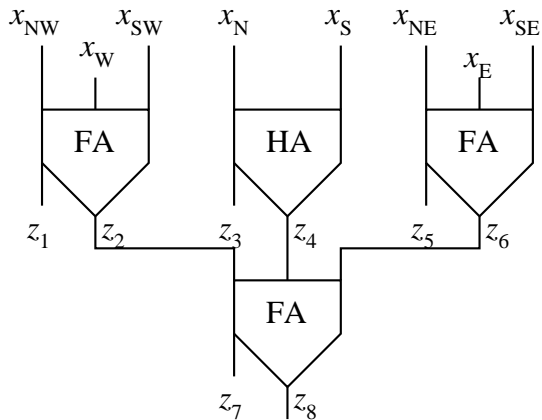 x_NW x_SW x_N x_S x_NE x_SE
x_W x_E
FA HA FA
z_1 z_2 z_3 z_4 z_5 z_6
FA
z_7 z_8